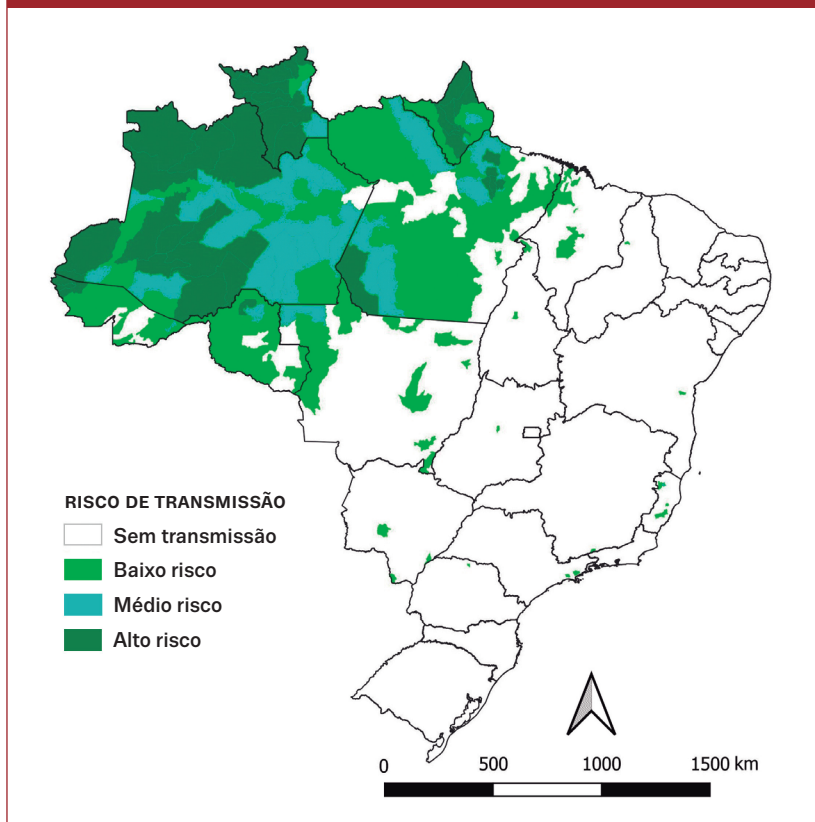 RISCO DE TRANSMISSÃO
Sem transmissão
Baixo risco
Médio risco
Alto risco
0 500 1000 1500 km